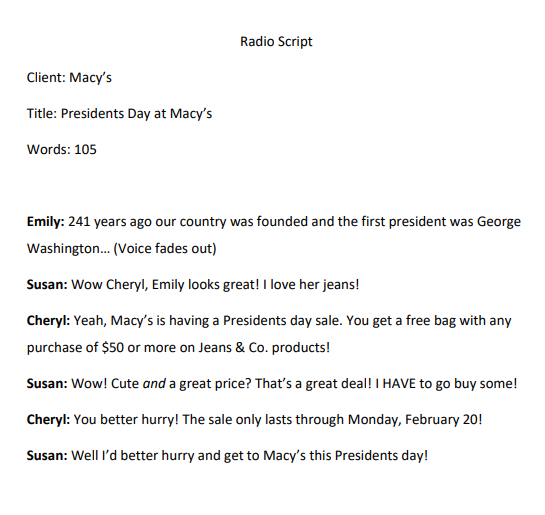 Radio Script
Client: Macy’s
Title: Presidents Day at Macy’s
Words: 105
Emily: 241 years ago our country was founded and the first president was George
Washington… (Voice fades out)
Susan: Wow Cheryl, Emily looks great! I love her jeans!
Cheryl: Yeah, Macy’s is having a Presidents day sale. You get a free bag with any
purchase of $50 or more on Jeans & Co. products!
Susan: Wow! Cute and a great price? That’s a great deal! I HAVE to go buy some!
Cheryl: You better hurry! The sale only lasts through Monday, February 20!
Susan: Well I’d better hurry and get to Macy’s this Presidents day!